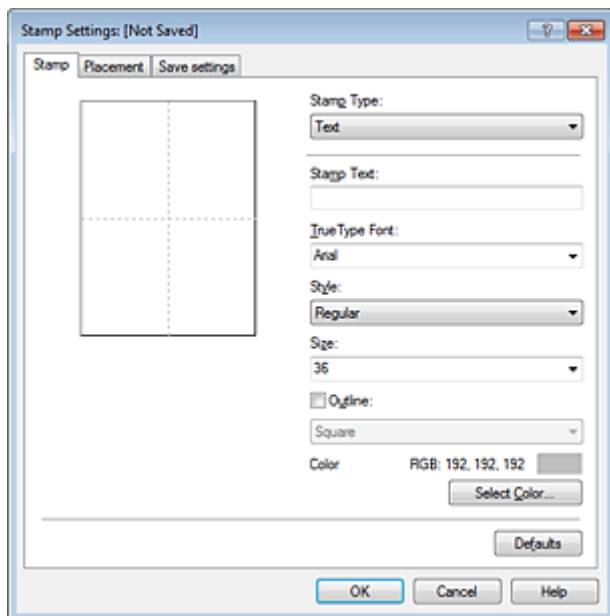 Stamp Settings: [Not Saved]
Stamp Placement Save settings
Stamp Type:
Text
Stamp Text:
TrueType Font:
Arial
Style:
Regular
Size:
36
Outline:
Square
Color RGB: 192, 192, 192
Select Color...
Defaults
OK Cancel Help